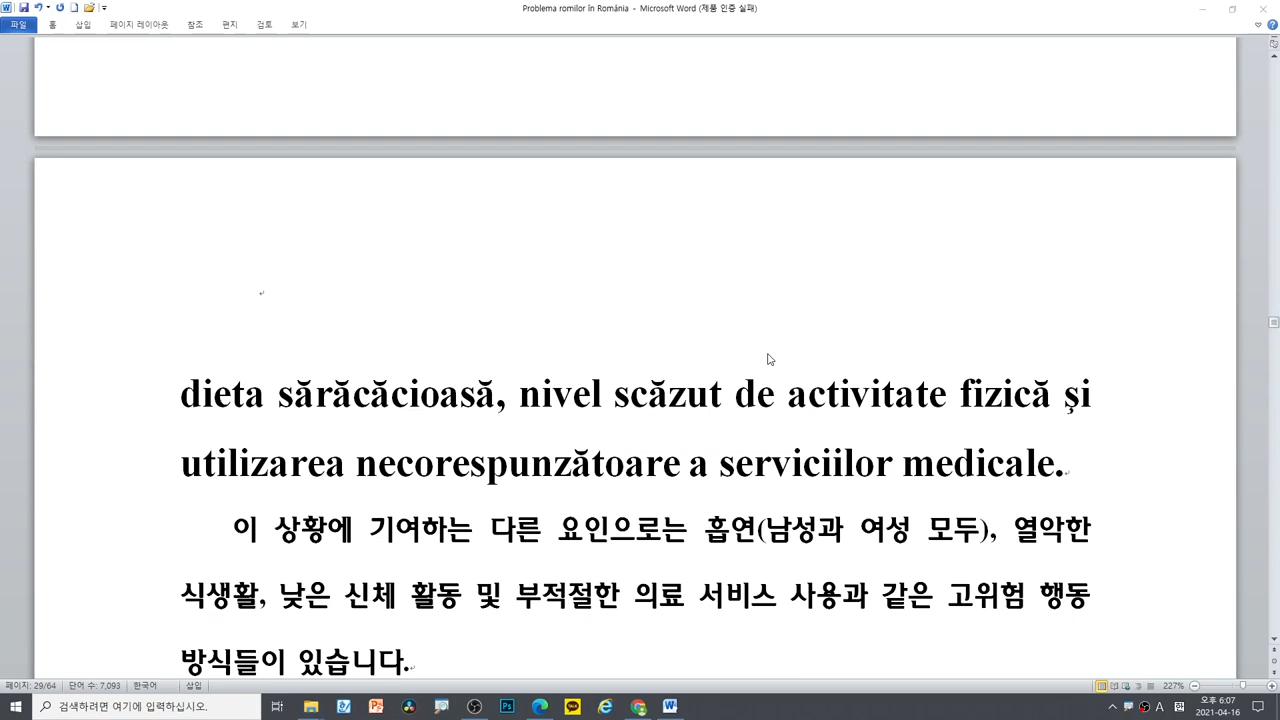 Problema romilor în România - Microsoft Word (제품 인증 실패)
파일 홈 삽입 페이지 레이아웃 참조 편지 검토 보기
dieta sărăcăcioasă, nivel scăzut de activitate fizică şi
utilizarea necorespunzătoare a serviciilor medicale.
이 상황에 기여하는 다른 요인으로는 흡연(남성과 여성 모두), 열악한
식생활, 낮은 신체 활동 및 부적절한 의료 서비스 사용과 같은 고위험 행동
방식들이 있습니다.
페이지: 29/64 단어 수: 7,093 한국어 삽입 227%
검색하려면 여기에 입력하십시오. A 오후 6:07
2021-04-16